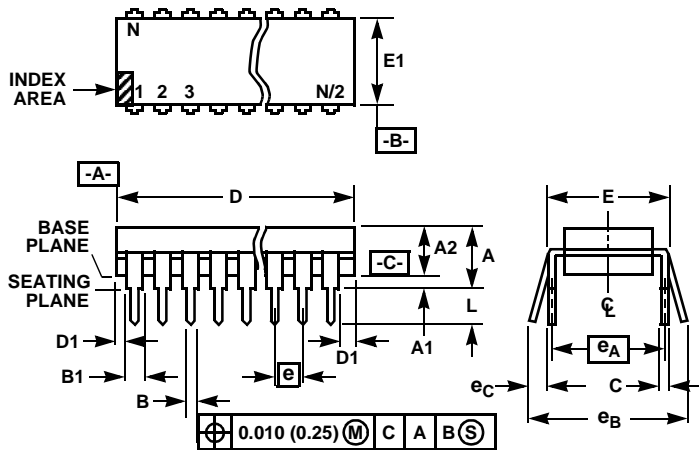 N
E1
INDEX
AREA
1 2 3 N/2
-B-
-A-
D
E
BASE
PLANE
A2
A
-C-
SEATING
PLANE
L
C
L
D1
A1
D1
eA
B1
e
eC
C
B
eB
0.010 (0.25) M C A B S